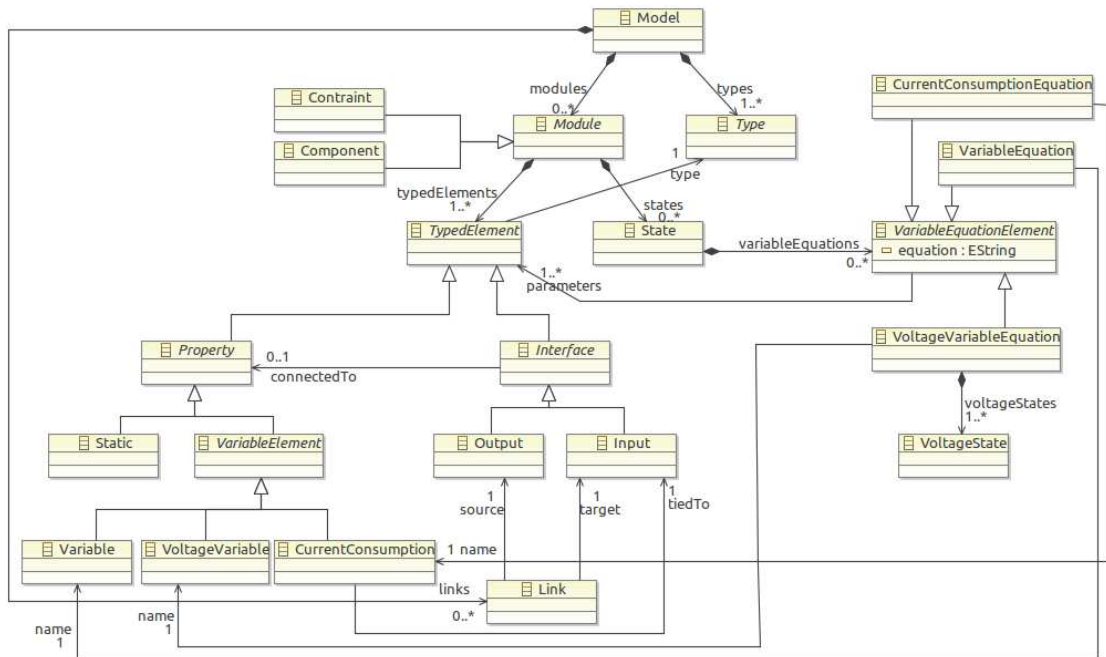 Model
modules
0..*
types
1..*
CurrentConsumptionEquation
Contraint
Module
Type
Component
VariableEquation
1
type
typedElements
1..*
states
0..*
TypedElement
State
variableEquations
0..*
VariableEquationElement
equation : EString
1..*
parameters
Property
Interface
VoltageVariableEquation
0..1
connectedTo
voltageStates
1..*
Static
VariableElement
Output
Input
VoltageState
1
source
1
target
1
tiedTo
Variable
VoltageVariable
CurrentConsumption
1 name
links
0..*
Link
name
1
name
1